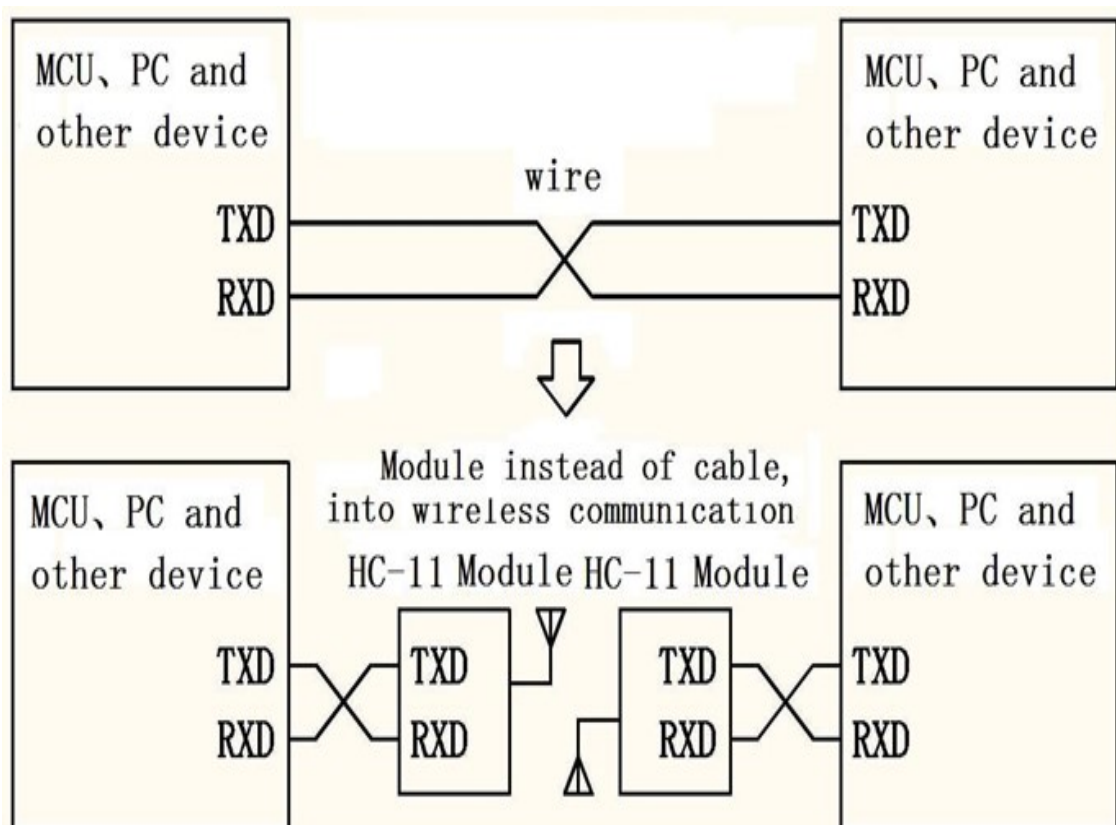 MCU、PC and
other device
TXD
RXD
wire
MCU、PC and
other device
TXD
RXD
Module instead of cable,
into wireless communication
MCU、PC and
other device
TXD
RXD
HC-11 Module
TXD
RXD
HC-11 Module
TXD
RXD
MCU、PC and
other device
TXD
RXD